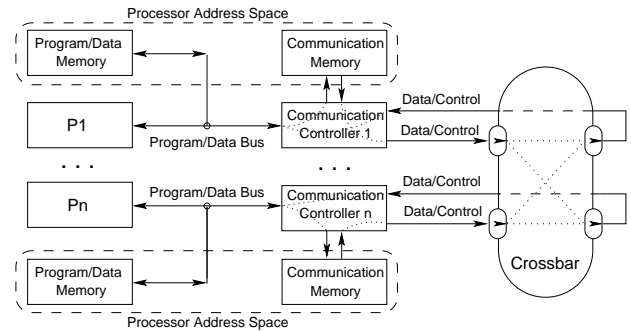 Processor Address Space
Program/Data
Memory
Communication
Memory
Data/Control
P1
Communication
Controller 1
Program/Data Bus
Data/Control
. . .
. . .
Program/Data Bus
Data/Control
Pn
Communication
Controller n
Data/Control
Crossbar
Program/Data
Memory
Communication
Memory
Processor Address Space